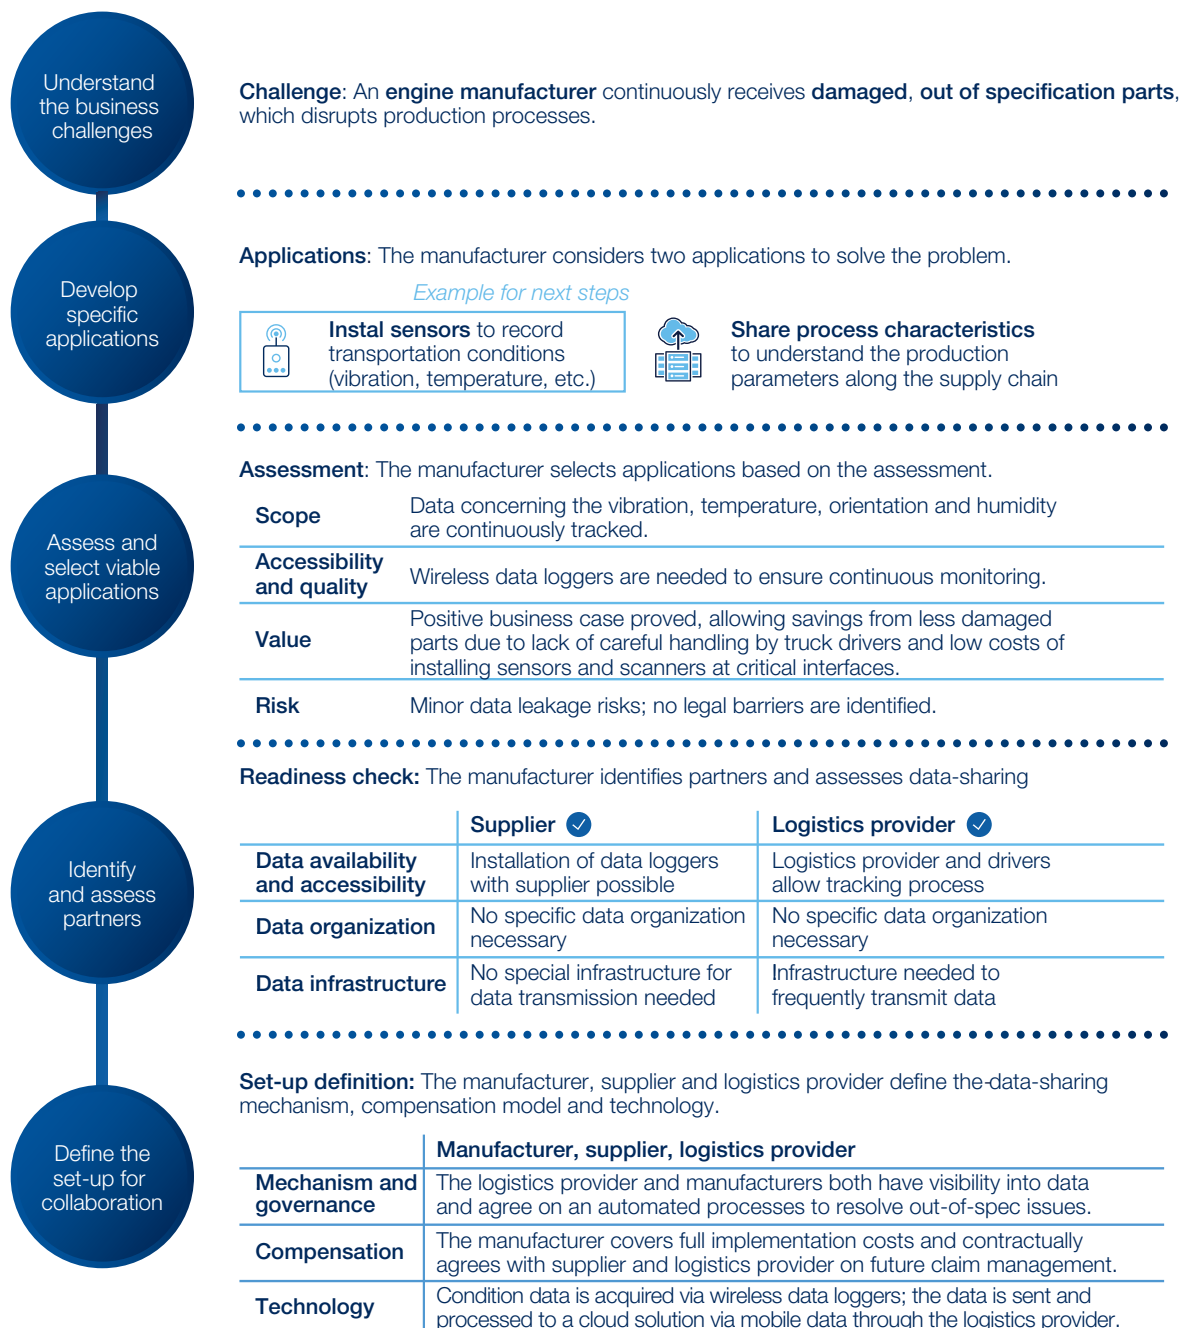 Understand
the business
challenges
Challenge: An engine manufacturer continuously receives damaged, out of specification parts,
which disrupts production processes.
Develop
specific
applications
Applications: The manufacturer considers two applications to solve the problem.
Example for next steps
Instal sensors to record
transportation conditions
(vibration, temperature, etc.)
Share process characteristics
to understand the production
parameters along the supply chain
Assess and
select viable
applications
Assessment: The manufacturer selects applications based on the assessment.
Scope
Data concerning the vibration, temperature, orientation and humidity
are continuously tracked.
Accessibility
and quality
Wireless data loggers are needed to ensure continuous monitoring.
Value
Positive business case proved, allowing savings from less damaged
parts due to lack of careful handling by truck drivers and low costs of
installing sensors and scanners at critical interfaces.
Risk
Minor data leakage risks; no legal barriers are identified.
Identify
and assess
partners
Readiness check: The manufacturer identifies partners and assesses data-sharing
Supplier
Logistics provider
Data availability
and accessibility
Installation of data loggers
with supplier possible
Logistics provider and drivers
allow tracking process
Data organization
No specific data organization
necessary
No specific data organization
necessary
Data infrastructure
No special infrastructure for
data transmission needed
Infrastructure needed to
frequently transmit data
Define the
set-up for
collaboration
Set-up definition: The manufacturer, supplier and logistics provider define the-data-sharing
mechanism, compensation model and technology.
Manufacturer, supplier, logistics provider
Mechanism and
governance
The logistics provider and manufacturers both have visibility into data
and agree on an automated processes to resolve out-of-spec issues.
Compensation
The manufacturer covers full implementation costs and contractually
agrees with supplier and logistics provider on future claim management.
Technology
Condition data is acquired via wireless data loggers; the data is sent and
processed to a cloud solution via mobile data through the logistics provider.